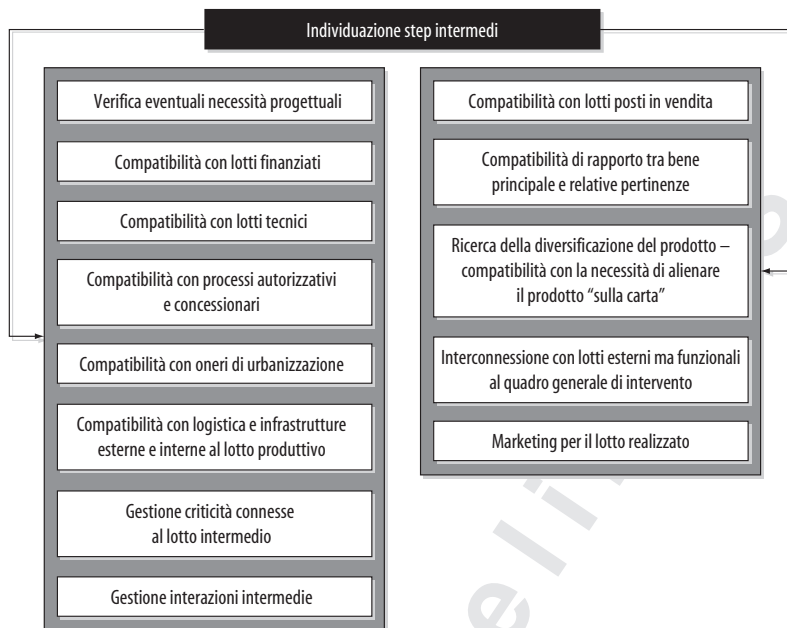 Individuazione step intermedi
Verifica eventuali necessità progettuali
Compatibilità con lotti finanziati
Compatibilità con lotti tecnici
Compatibilità con processi autorizzativi
e concessionari
Compatibilità con oneri di urbanizzazione
Compatibilità con logistica e infrastrutture
esterne e interne al lotto produttivo
Gestione criticità connesse
al lotto intermedio
Gestione interazioni intermedie
Compatibilità con lotti posti in vendita
Compatibilità di rapporto tra bene
principale e relative pertinenze
Ricerca della diversificazione del prodotto –
compatibilità con la necessità di alienare
il prodotto “sulla carta”
Interconnessione con lotti esterni ma funzionali
al quadro generale di intervento
Marketing per il lotto realizzato